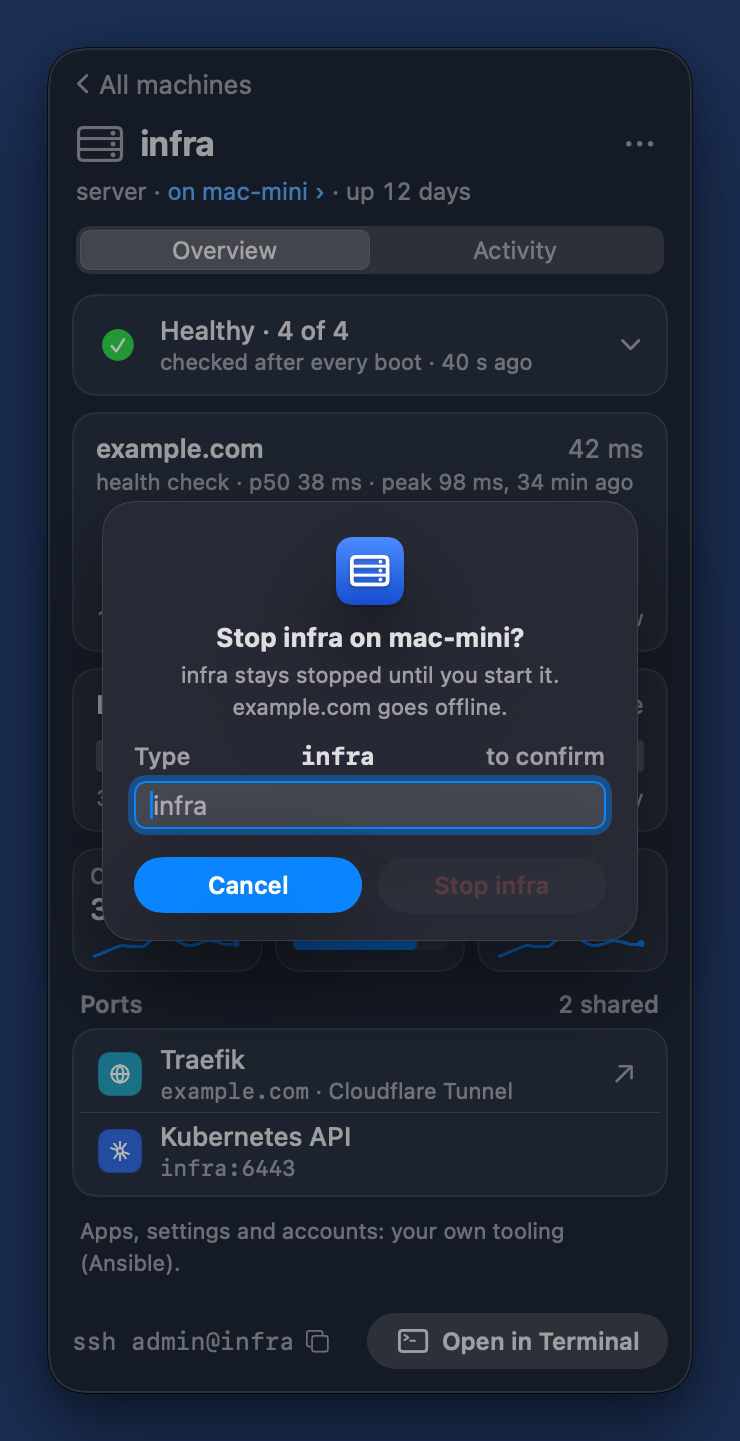 All machines
infra
server · on mac-mini › · up 12 days
Overview
Activity
Healthy · 4 of 4
checked after every boot · 40 s ago
example.com
42 ms
health check · p50 38 ms · peak 98 ms, 34 min ago
Stop infra on mac-mini?
infra stays stopped until you start it.
example.com goes offline.
Type infra to confirm
infra
Cancel
Stop infra
Ports
2 shared
Traefik
example.com · Cloudflare Tunnel
Kubernetes API
infra:6443
Apps, settings and accounts: your own tooling
(Ansible).
ssh admin@infra
Open in Terminal